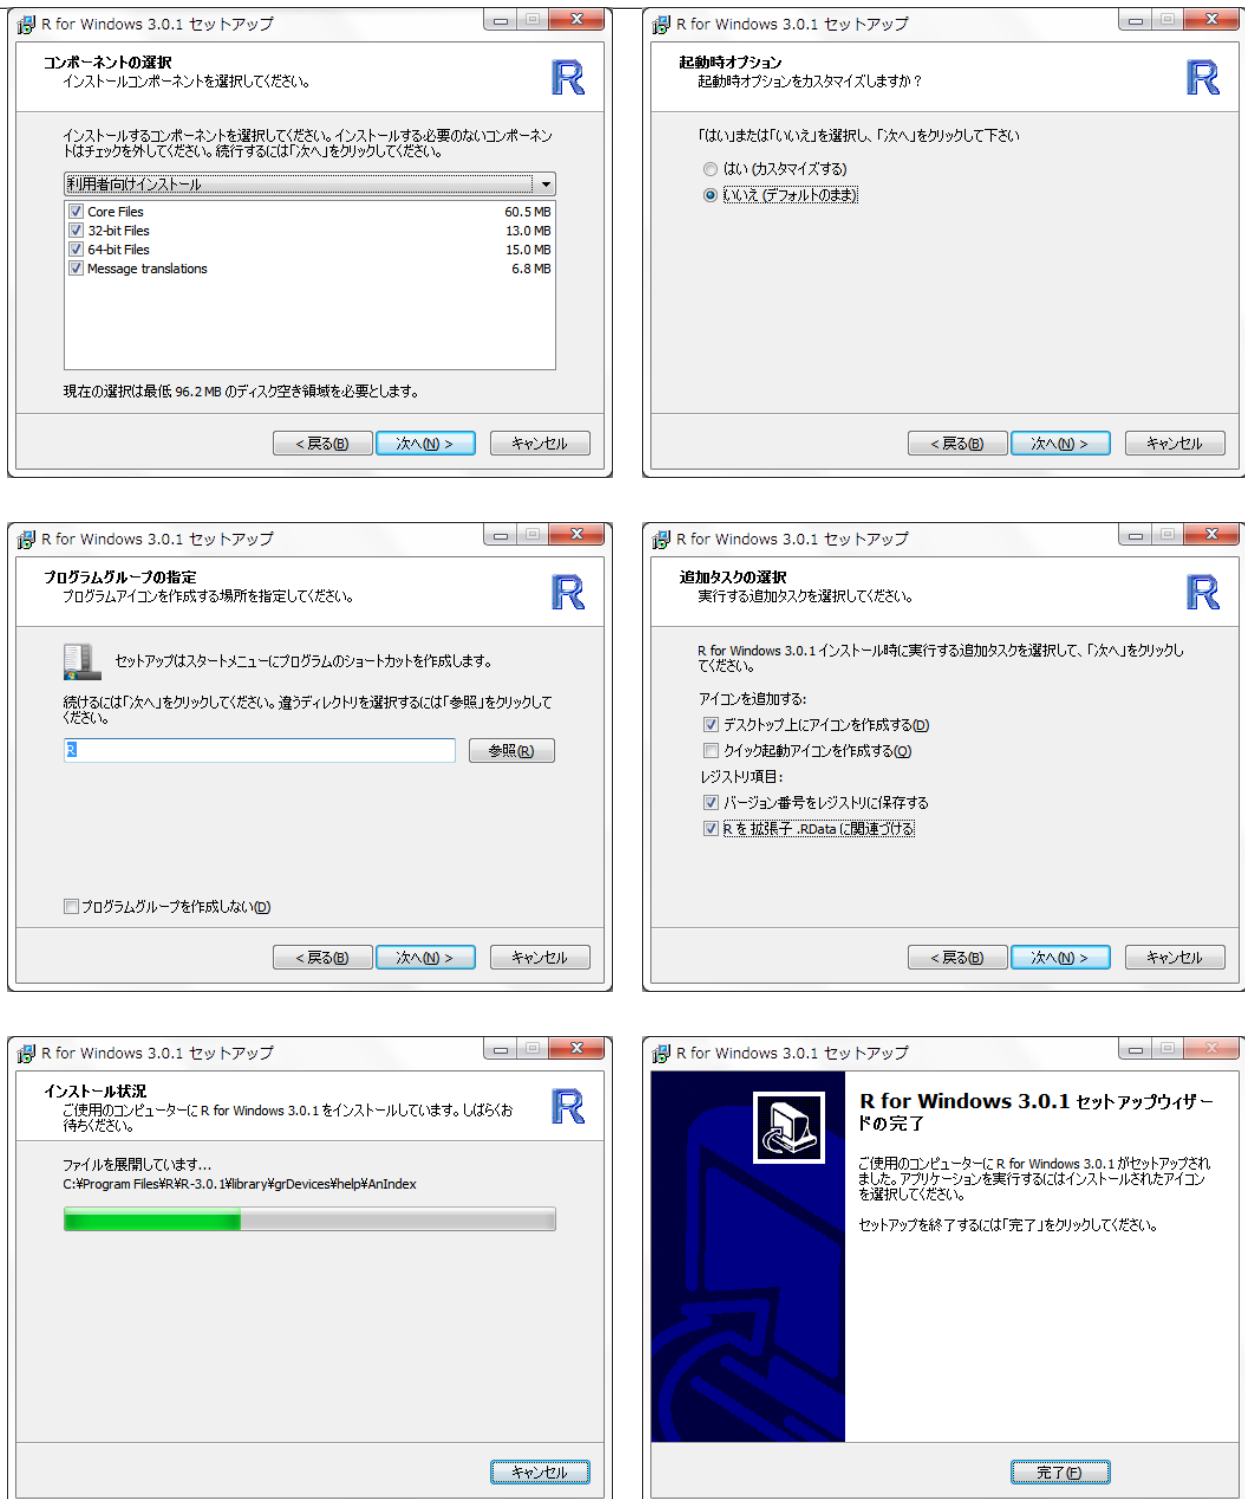 R for Windows 3.0.1 セットアップ
コンポーネントの選択
インストールコンポーネントを選択してください。
R
インストールするコンポーネントを選択してください。インストールする必要のないコンポーネン
トはチェックを外してください。続行するには「次へ」をクリックしてください。
利用者向けインストール
Core Files 60.5 MB
32-bit Files 13.0 MB
64-bit Files 15.0 MB
Message translations 6.8 MB
現在の選択は最低 96.2 MB のディスク空き領域を必要とします。
< 戻る(B) 次へ(N) > キャンセル
R for Windows 3.0.1 セットアップ
起動時オプション
起動時オプションをカスタマイズしますか？
R
「はい」または「いいえ」を選択し、「次へ」をクリックして下さい
はい (カスタマイズする)
いいえ (デフォルトのまま)
< 戻る(B) 次へ(N) > キャンセル
R for Windows 3.0.1 セットアップ
プログラムグループの指定
プログラムアイコンを作成する場所を指定してください。
R
セットアップはスタートメニューにプログラムのショートカットを作成します。
続けるには「次へ」をクリックしてください。違うディレクトリを選択するには「参照」をクリックして
ください。
R 参照(R)
プログラムグループを作成しない(D)
< 戻る(B) 次へ(N) > キャンセル
R for Windows 3.0.1 セットアップ
追加タスクの選択
実行する追加タスクを選択してください。
R
R for Windows 3.0.1 インストール時に実行する追加タスクを選択して、「次へ」をクリックし
てください。
アイコンを追加する:
デスクトップ上にアイコンを作成する(D)
クイック起動アイコンを作成する(Q)
レジストリ項目:
バージョン番号をレジストリに保存する
R を 拡張子 .RData に関連づける
< 戻る(B) 次へ(N) > キャンセル
R for Windows 3.0.1 セットアップ
インストール状況
ご使用のコンピューターに R for Windows 3.0.1 をインストールしています。しばらくお
待ちください。
R
ファイルを展開しています...
C:¥Program Files¥R¥R-3.0.1¥library¥grDevices¥help¥AnIndex
キャンセル
R for Windows 3.0.1 セットアップ
R for Windows 3.0.1 セットアップウィザー
ドの完了
ご使用のコンピューターに R for Windows 3.0.1 がセットアップされ
ました。アプリケーションを実行するにはインストールされたアイコン
を選択してください。
セットアップを終了するには「完了」をクリックしてください。
完了(F)